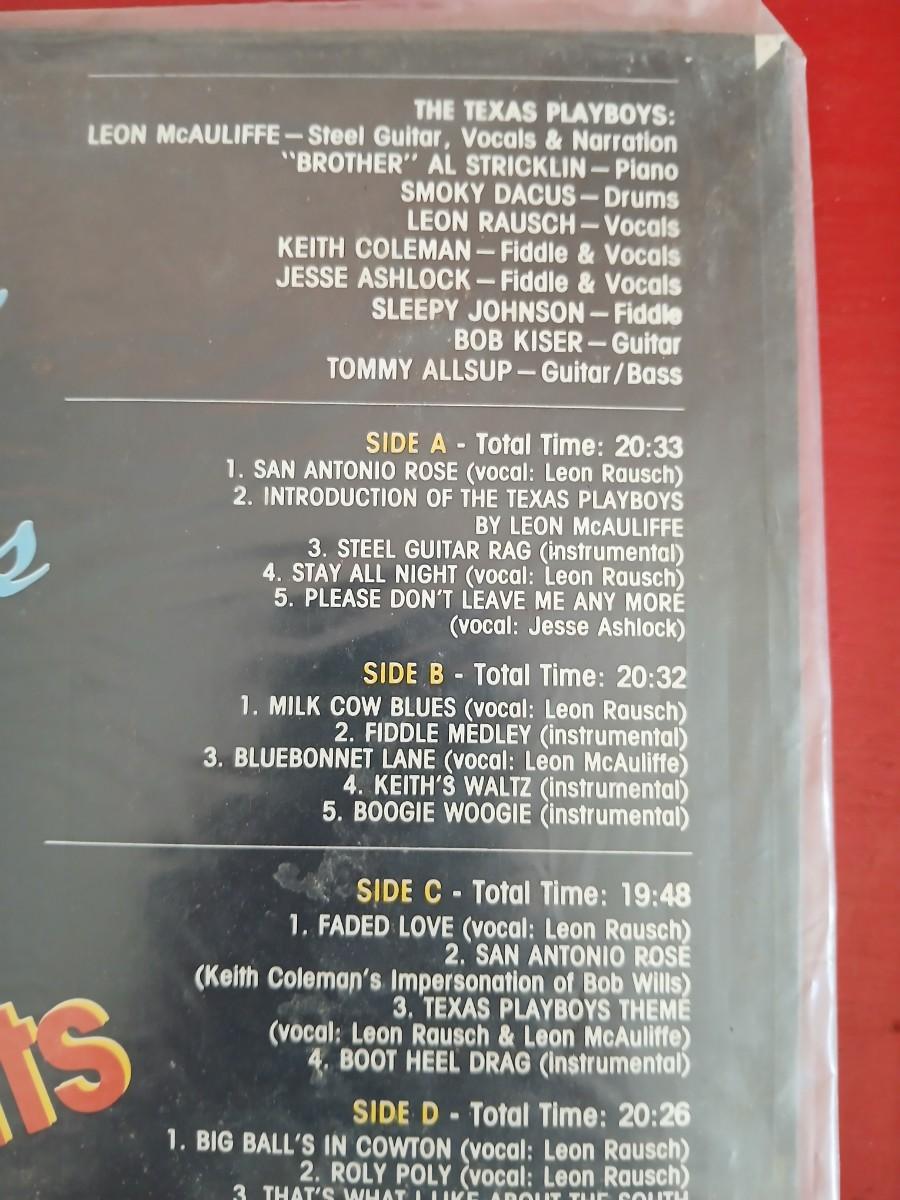 THE TEXAS PLAYBOYS:
LEON McAULIFFE — Steel Guitar, Vocals & Narration
"BROTHER" AL STRICKLIN — Piano
SMOKY DACUS — Drums
LEON RAUSCH — Vocals
KEITH COLEMAN — Fiddle & Vocals
JESSE ASHLOCK — Fiddle & Vocals
SLEEPY JOHNSON — Fiddle
BOB KISER — Guitar
TOMMY ALLSUP — Guitar/Bass
SIDE A - Total Time: 20:33
1. SAN ANTONIO ROSE (vocal: Leon Rausch)
2. INTRODUCTION OF THE TEXAS PLAYBOYS
BY LEON McAULIFFE
3. STEEL GUITAR RAG (instrumental)
4. STAY ALL NIGHT (vocal: Leon Rausch)
5. PLEASE DON'T LEAVE ME ANY MORE
(vocal: Jesse Ashlock)
SIDE B - Total Time: 20:32
1. MILK COW BLUES (vocal: Leon Rausch)
2. FIDDLE MEDLEY (instrumental)
3. BLUEBONNET LANE (vocal: Leon McAuliffe)
4. KEITH'S WALTZ (instrumental)
5. BOOGIE WOOGIE (instrumental)
SIDE C - Total Time: 19:48
1. FADED LOVE (vocal: Leon Rausch)
2. SAN ANTONIO ROSE
(Keith Coleman's Impersonation of Bob Wills)
3. TEXAS PLAYBOYS THEME
(vocal: Leon Rausch & Leon McAuliffe)
4. BOOT HEEL DRAG (instrumental)
SIDE D - Total Time: 20:26
1. BIG BALL'S IN COWTON (vocal: Leon Rausch)
2. ROLY POLY (vocal: Leon Rausch)
3. THAT'S WHAT I LIKE ABOUT THE SOUTH